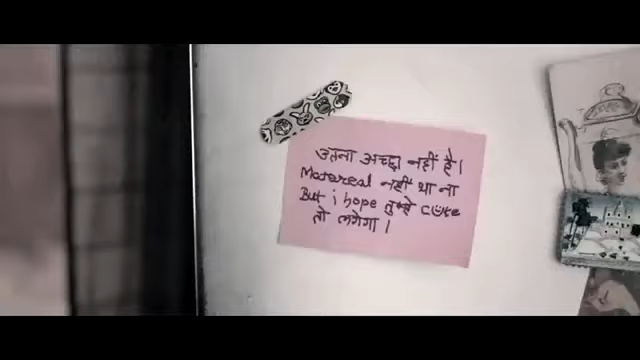 उतना अच्छा नहीं है।
Matereal नहीं था ना
But i hope तुम्हे cute
तो लगेगा।